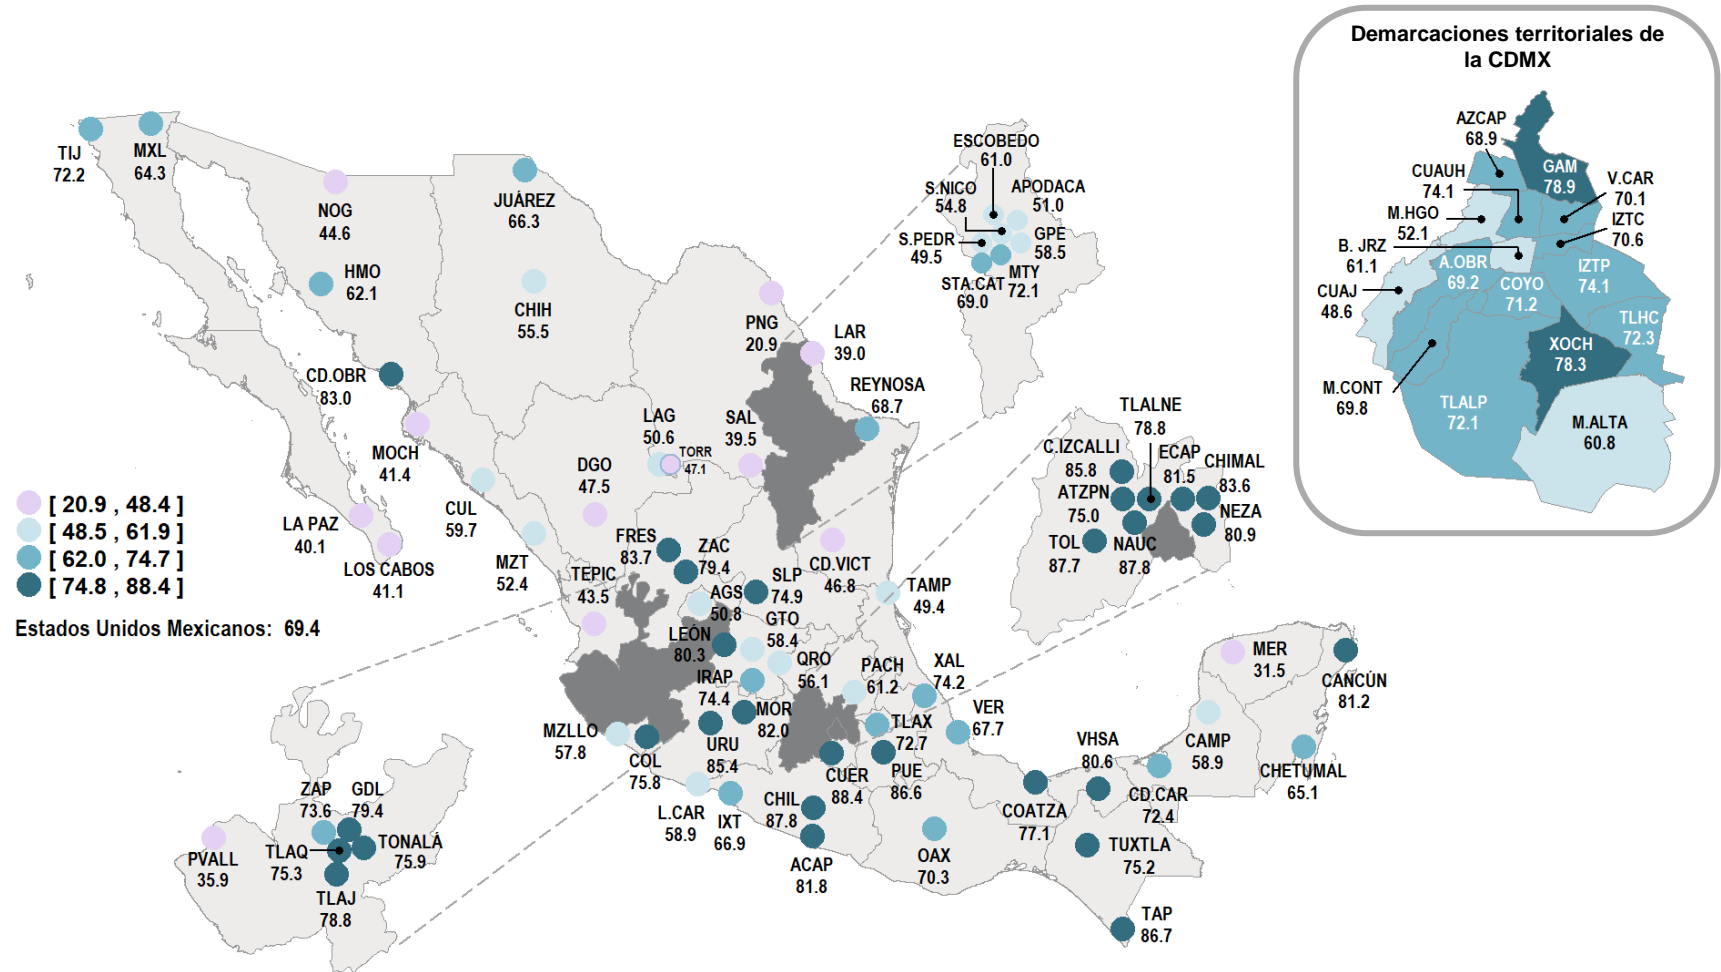 Demarcaciones territoriales de
la CDMX
AZCAP
68.9
GAM
78.9
CUAUH
74.1
V.CAR
70.1
M.HGO
52.1
IZTC
70.6
B. JRZ
61.1
A.OBR
69.2
IZTP
74.1
COYO
71.2
CUAJ
48.6
TLHC
72.3
XOCH
78.3
M.CONT
69.8
TLALP
72.1
M.ALTA
60.8
TIJ
72.2
MXL
64.3
NOG
44.6
JUÁREZ
66.3
HMO
62.1
CHIH
55.5
CD.OBR
83.0
MOCH
41.4
ESCOBEDO
61.0
S.NICO
54.8
APODACA
51.0
S.PEDR
49.5
GPE
58.5
STA.CAT
69.0
MTY
72.1
PNG
20.9
LAR
39.0
REYNOSA
68.7
LAG
50.6
TORR
47.1
SAL
39.5
DGO
47.5
CUL
59.7
LA PAZ
40.1
LOS CABOS
41.1
MZT
52.4
[ 20.9 , 48.4 ]
[ 48.5 , 61.9 ]
[ 62.0 , 74.7 ]
[ 74.8 , 88.4 ]
Estados Unidos Mexicanos: 69.4
TLALNE
78.8
C.IZCALLI
85.8
ECAP
81.5
CHIMAL
83.6
ATZPN
75.0
NEZA
80.9
TOL
87.7
NAUC
87.8
FRES
83.7
ZAC
79.4
TEPIC
43.5
SLP
74.9
CD.VICT
46.8
TAMP
49.4
AGS
50.8
GTO
58.4
LEÓN
80.3
QRO
56.1
IRAP
74.4
PACH
61.2
XAL
74.2
MOR
82.0
MZLLO
57.8
COL
75.8
URU
85.4
TLAX
72.7
VER
67.7
CUER
88.4
PUE
86.6
L.CAR
58.9
IXT
66.9
CHIL
87.8
ACAP
81.8
OAX
70.3
COATZA
77.1
VHSA
80.6
CD.CAR
72.4
CAMP
58.9
MER
31.5
CANCÚN
81.2
CHETUMAL
65.1
TUXTLA
75.2
TAP
86.7
ZAP
73.6
GDL
79.4
TLAQ
75.3
TONALÁ
75.9
PVALL
35.9
TLAJ
78.8